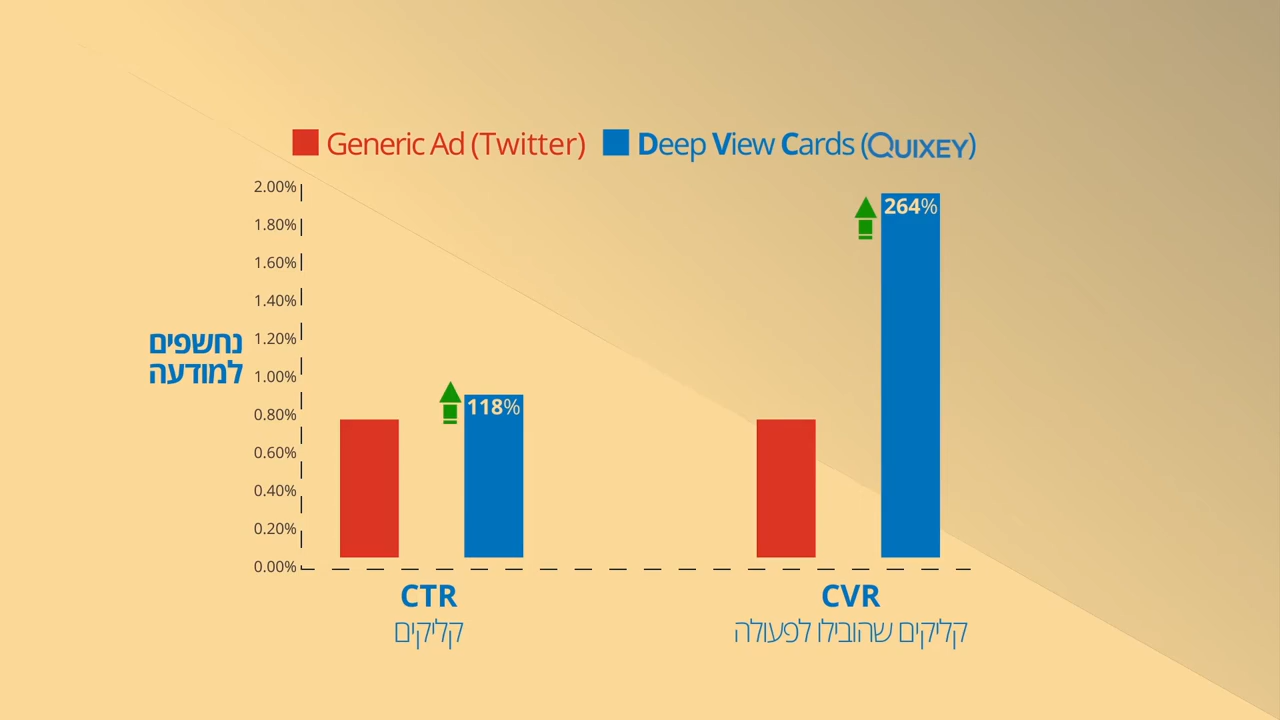 Generic Ad (Twitter) Deep View Cards (QUIXEY)
2.00%
1.80%
1.60%
1.40%
1.20%
1.00%
0.80%
0.60%
0.40%
0.20%
0.00%
נחשפים
למודעה
118%
264%
CTR
קליקים
CVR
קליקים שהובילו לפעולה